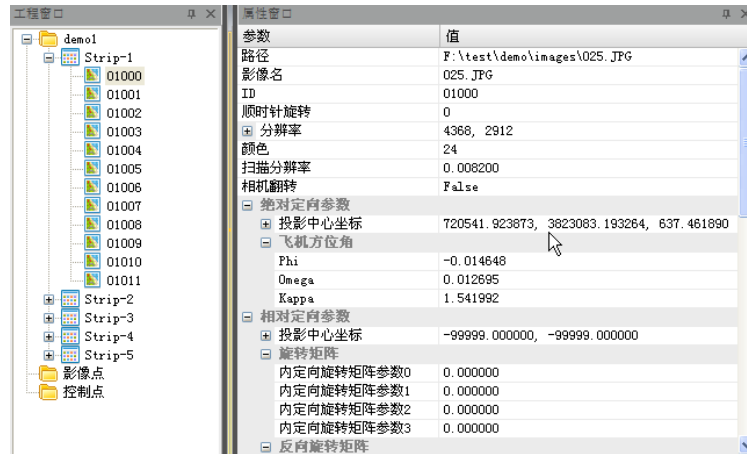 工程窗口
demo1
Strip-1
01000
01001
01002
01003
01004
01005
01006
01007
01008
01009
01010
01011
Strip-2
Strip-3
Strip-4
Strip-5
影像点
控制点
属性窗口
参数 值
路径 F:\test\demo\images\025.JPG
影像名 025.JPG
ID 01000
顺时针旋转 0
分辨率 4368, 2912
颜色 24
扫描分辨率 0.008200
相机翻转 False
绝对定向参数
投影中心坐标 720541.923873, 3823083.193264, 637.461890
飞机方位角
Phi -0.014648
Omega 0.012695
Kappa 1.541992
相对定向参数
投影中心坐标 -99999.000000, -99999.000000
旋转矩阵
内定向旋转矩阵参数0 0.000000
内定向旋转矩阵参数1 0.000000
内定向旋转矩阵参数2 0.000000
内定向旋转矩阵参数3 0.000000
反向旋转矩阵